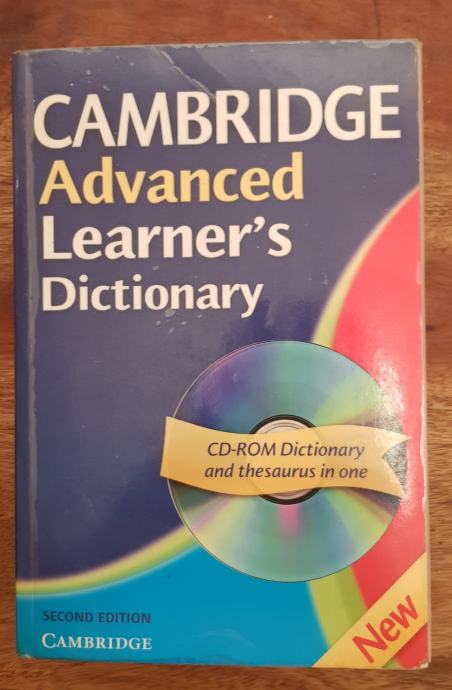 CAMBRIDGE
Advanced
Learner's
Dictionary
CD-ROM Dictionary
and thesaurus in one
SECOND EDITION
CAMBRIDGE
New